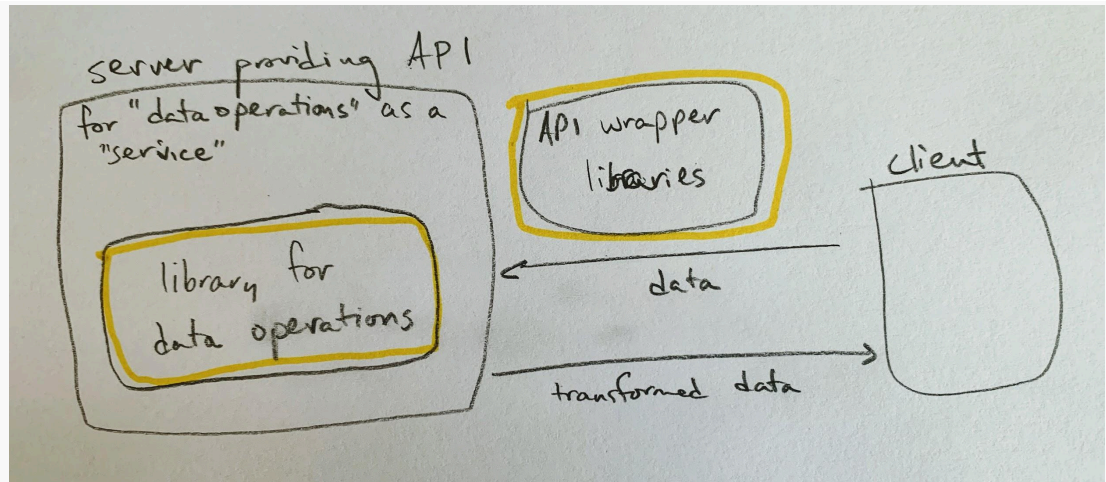 server providing API
for "data operations" as a
"service"
library for
data operations
API wrapper
libraries
client
data
transformed data